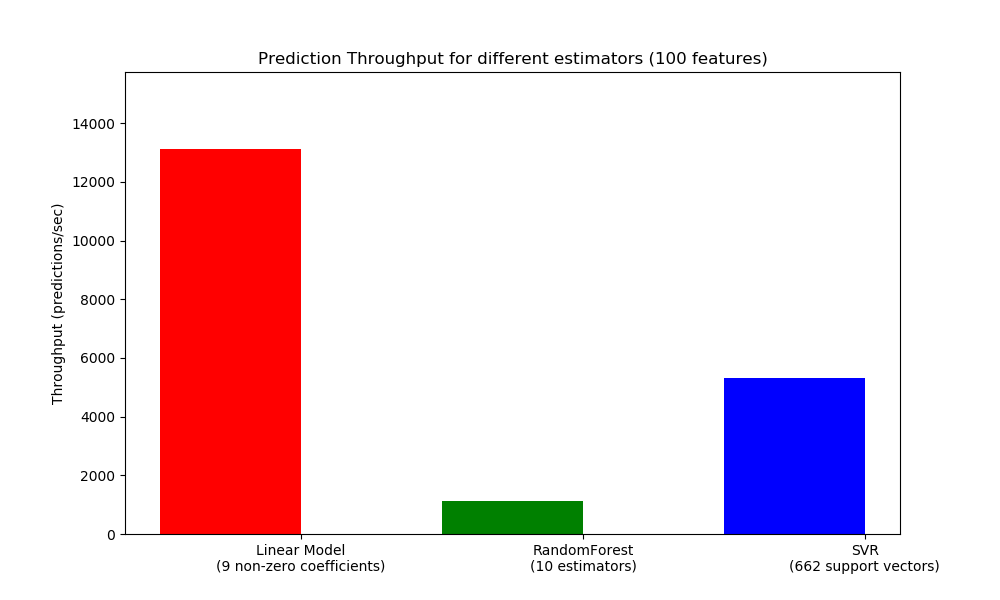 Prediction Throughput for different estimators (100 features)
Throughput (predictions/sec)
14000
12000
10000
8000
6000
4000
2000
0
Linear Model
(9 non-zero coefficients)
RandomForest
(10 estimators)
SVR
(662 support vectors)